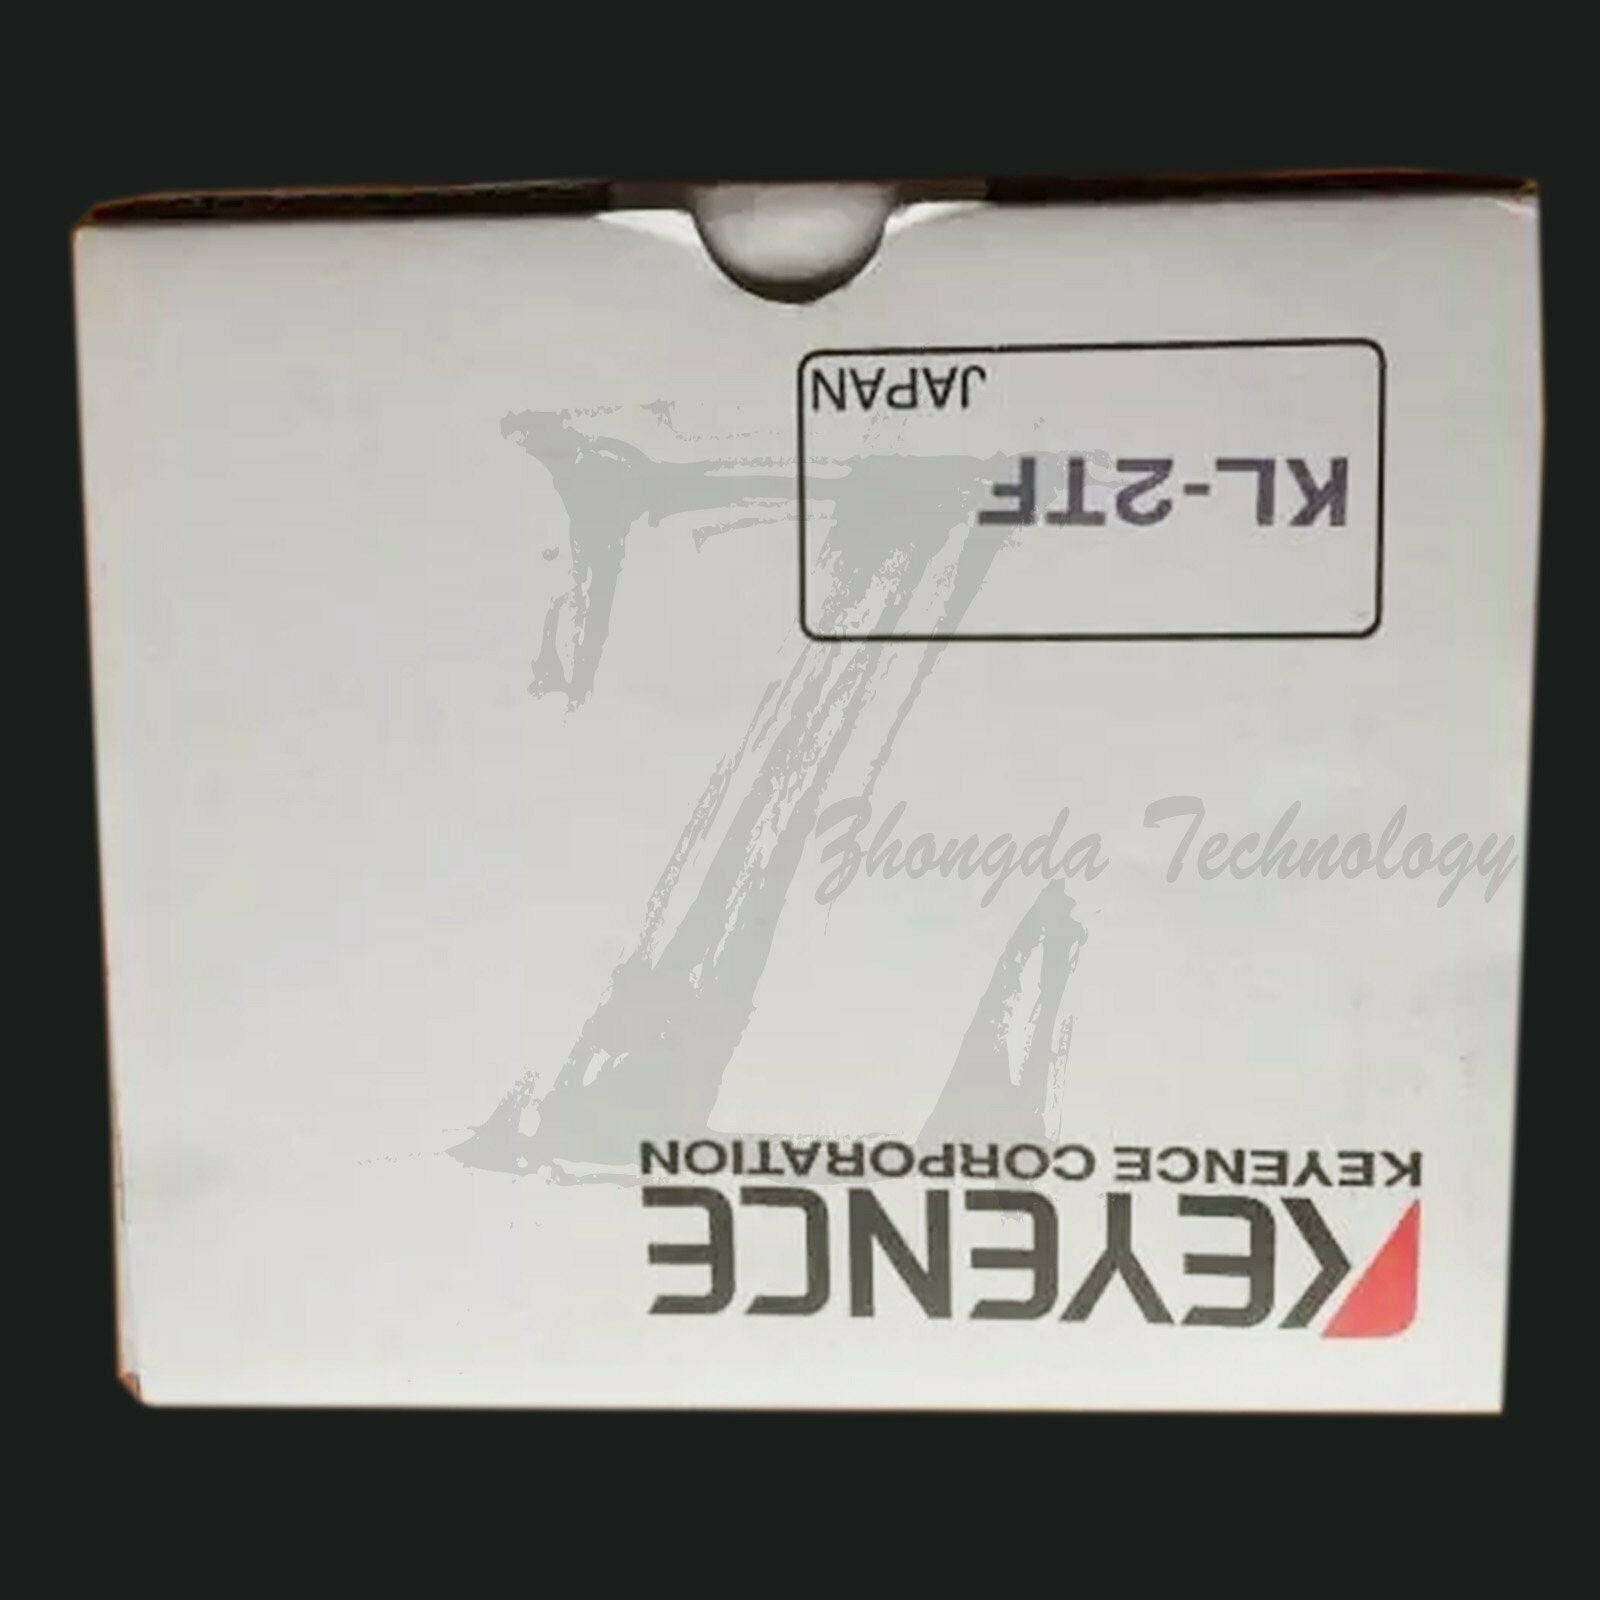 KEYENCE
KEYENCE CORPORATION
KL-2TF
JAPAN
Zhongda Technology